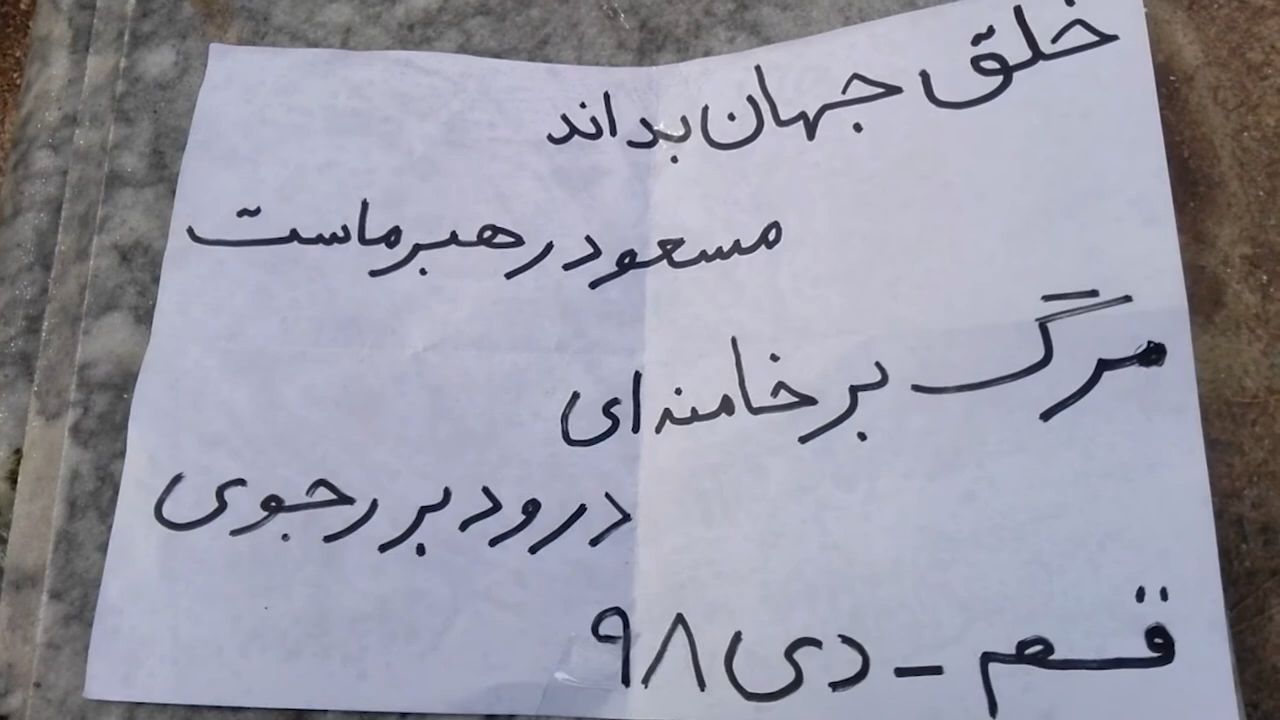 خلق جهان بداند
مسعود رهبر ماست
مرگ بر خامنه ای
درود بر رجوی
قم - دی ۹۸